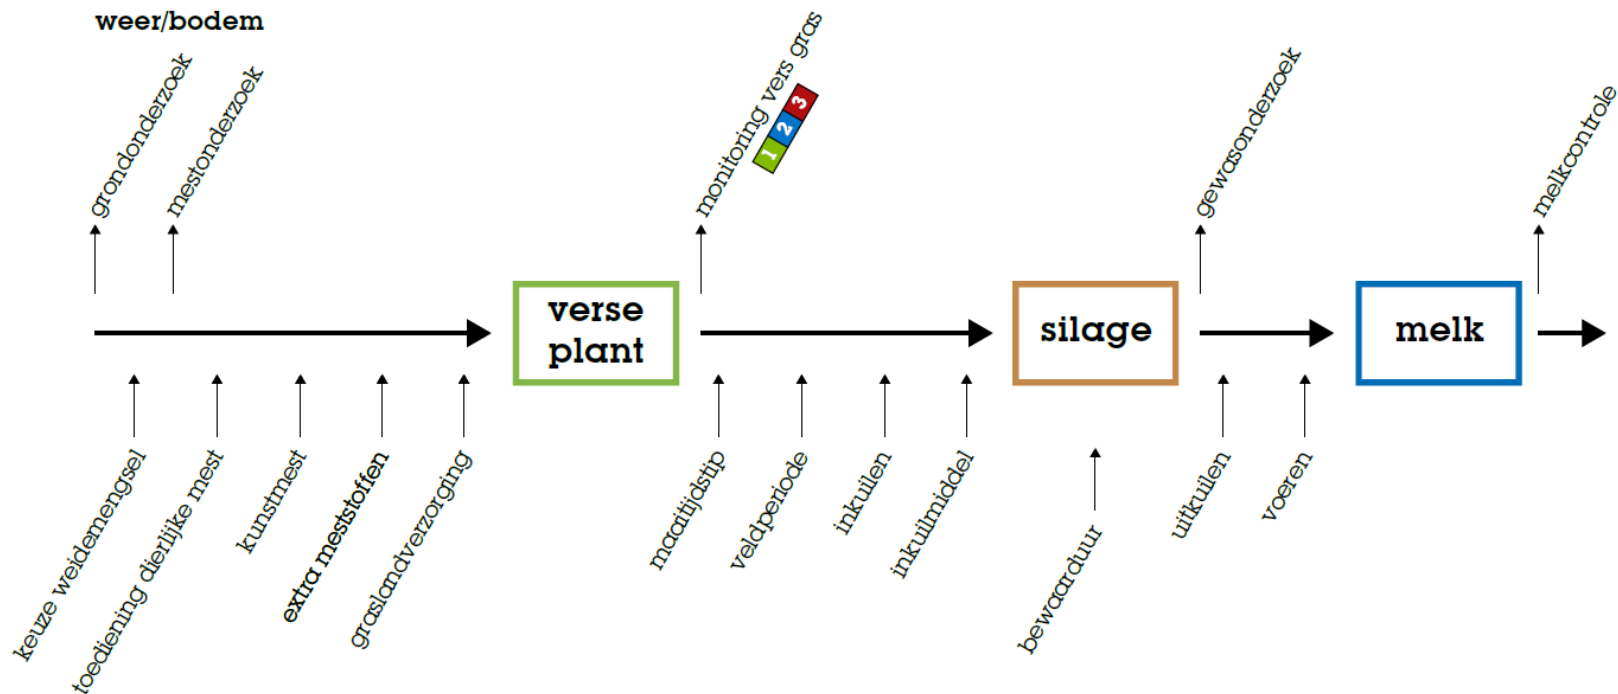 weer/bodem
grondonderzoek
mestonderzoek
monitoring vers gras
1 2 3
gewasonderzoek
melkcontrole
verse
plant
silage
melk
keuze weidemengsel
toediening dierlijke mest
kunstmest
extra meststoffen
graslandverzorging
maaitijdstip
veldperiode
inkuilen
inkuilmiddel
bewaarduur
uitkuilen
voeren